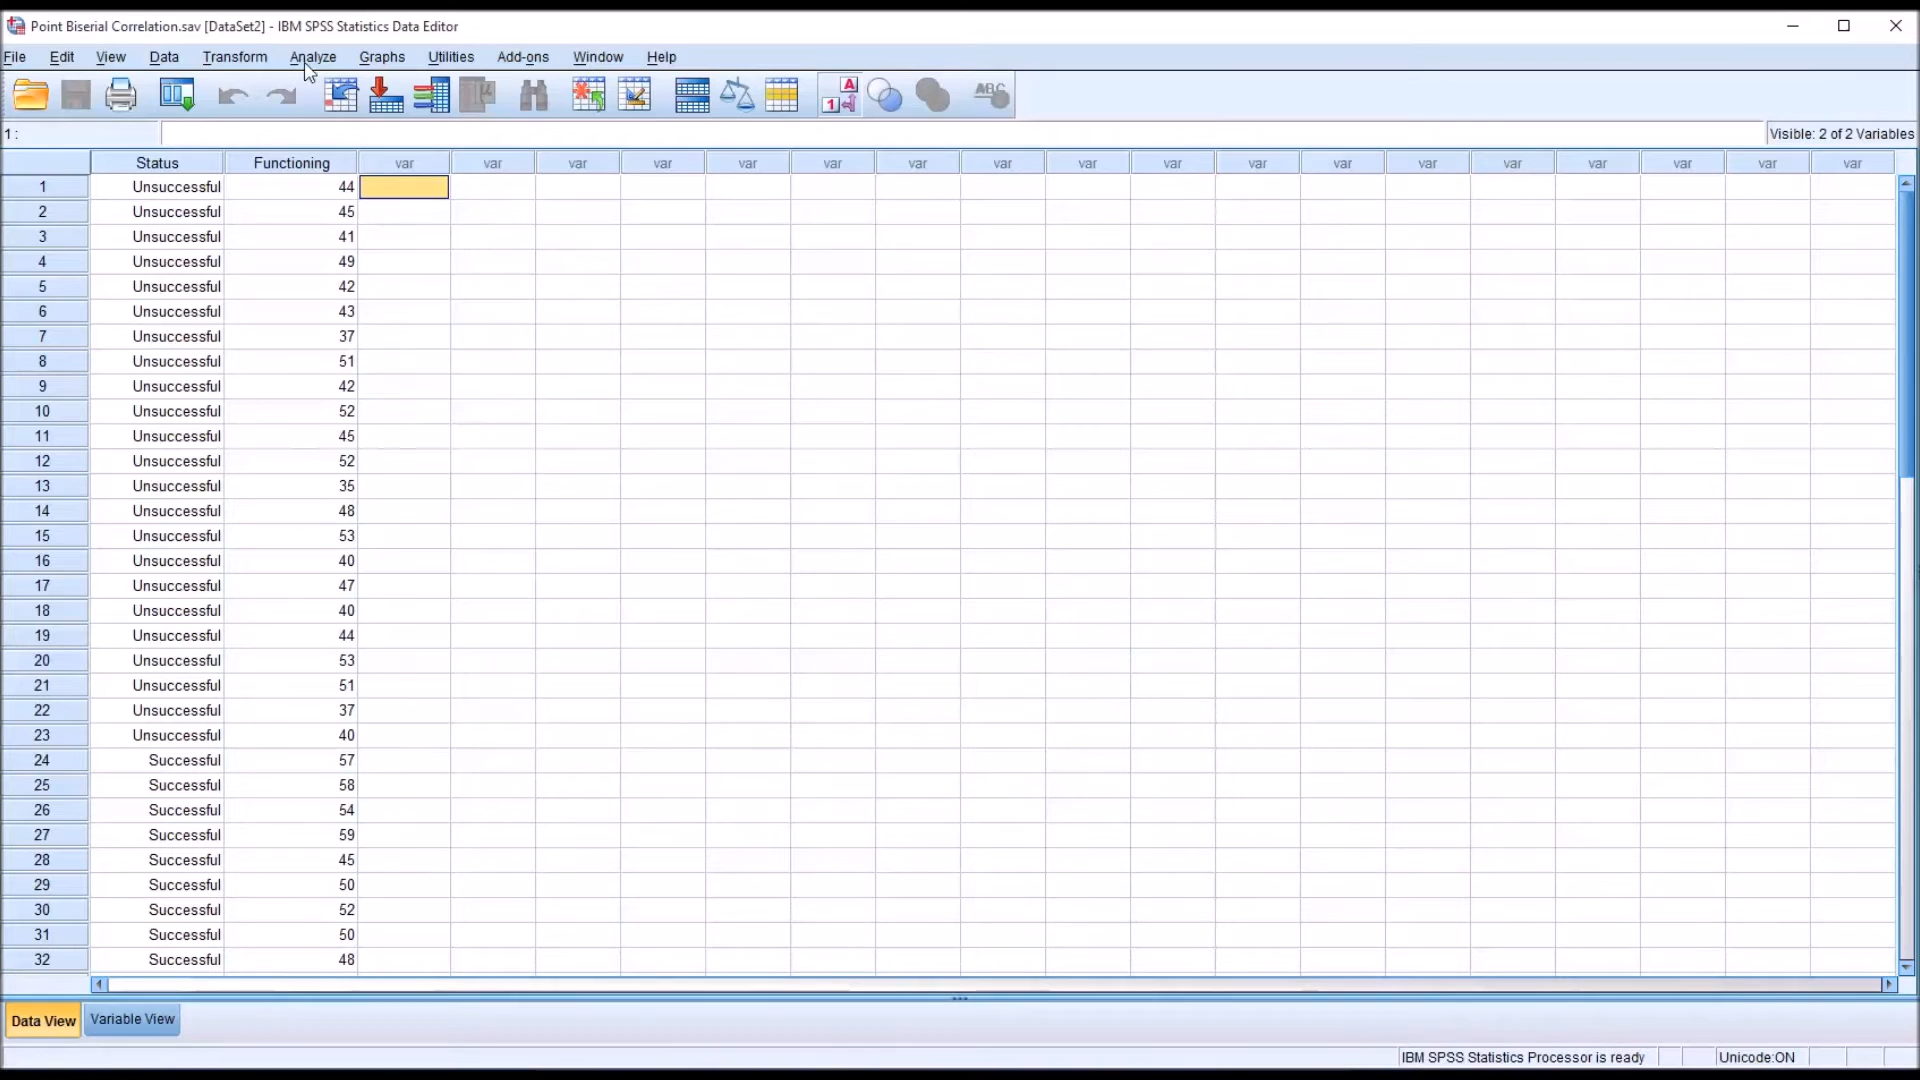 Point Biserial Correlation.sav [DataSet2] - IBM SPSS Statistics Data Editor
File Edit View Data Transform Analyze Graphs Utilities Add-ons Window Help
1 A
ABC
1 : Visible: 2 of 2 Variables
Status Functioning var var var var var var var var var var var var var var var var var var
1 Unsuccessful 44
2 Unsuccessful 45
3 Unsuccessful 41
4 Unsuccessful 49
5 Unsuccessful 42
6 Unsuccessful 43
7 Unsuccessful 37
8 Unsuccessful 51
9 Unsuccessful 42
10 Unsuccessful 52
11 Unsuccessful 45
12 Unsuccessful 52
13 Unsuccessful 35
14 Unsuccessful 48
15 Unsuccessful 53
16 Unsuccessful 40
17 Unsuccessful 47
18 Unsuccessful 40
19 Unsuccessful 44
20 Unsuccessful 53
21 Unsuccessful 51
22 Unsuccessful 37
23 Unsuccessful 40
24 Successful 57
25 Successful 58
26 Successful 54
27 Successful 59
28 Successful 45
29 Successful 50
30 Successful 52
31 Successful 50
32 Successful 48
Data View Variable View
IBM SPSS Statistics Processor is ready Unicode:ON